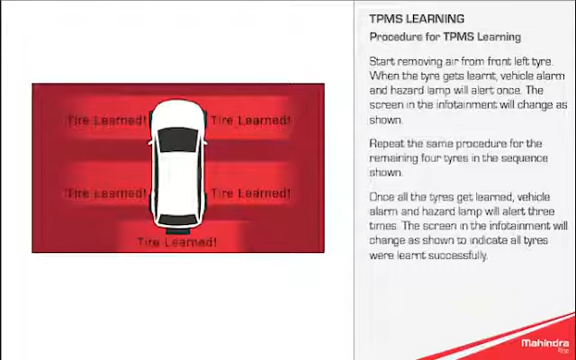 TPMS LEARNING
Procedure for TPMS Learning
Start removing air from front left tyre.
When the tyre gets learnt, vehicle alarm
and hazard lamp will alert once. The
screen in the infotainment will change as
shown.
Repeat the same procedure for the
remaining four tyres in the sequence
shown.
Once all the tyres get learned, vehicle
alarm and hazard lamp will alert three
times. The screen in the infotainment will
change as shown to indicate all tyres
were learnt successfully.
Tire Learned! Tire Learned!
Tire Learned! Tire Learned!
Tire Learned!
Mahindra
Rise